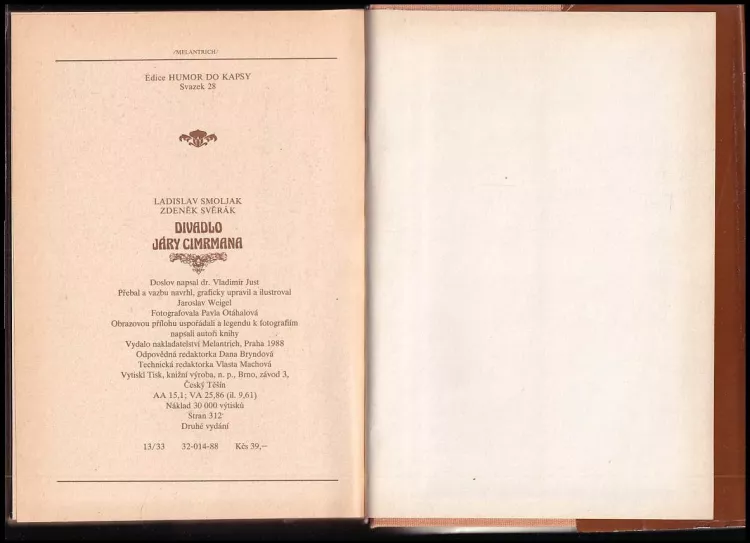 /MELANTRICH/
Edice HUMOR DO KAPSY
Svazek 28
LADISLAV SMOLJAK
ZDENĚK SVĚRÁK
DIVADLO
JÁRY CIMRMANA
Doslov napsal dr. Vladimír Just
Přebal a vazbu navrhl, graficky upravil a ilustroval
Jaroslav Weigel
Fotografovala Pavla Otáhalová
Obrazovou přílohu uspořádali a legendu k fotografiím
napsali autoři knihy
Vydalo nakladatelství Melantrich, Praha 1988
Odpovědná redaktorka Dana Bryndová
Technická redaktorka Vlasta Machová
Vytiskl Tisk, knižní výroba, n. p., Brno, závod 3,
Český Těšín
AA 15,1; VA 25,86 (il. 9,61)
Náklad 30 000 výtisků
Stran 312
Druhé vydání
13/33 32-014-88 Kčs 39,—